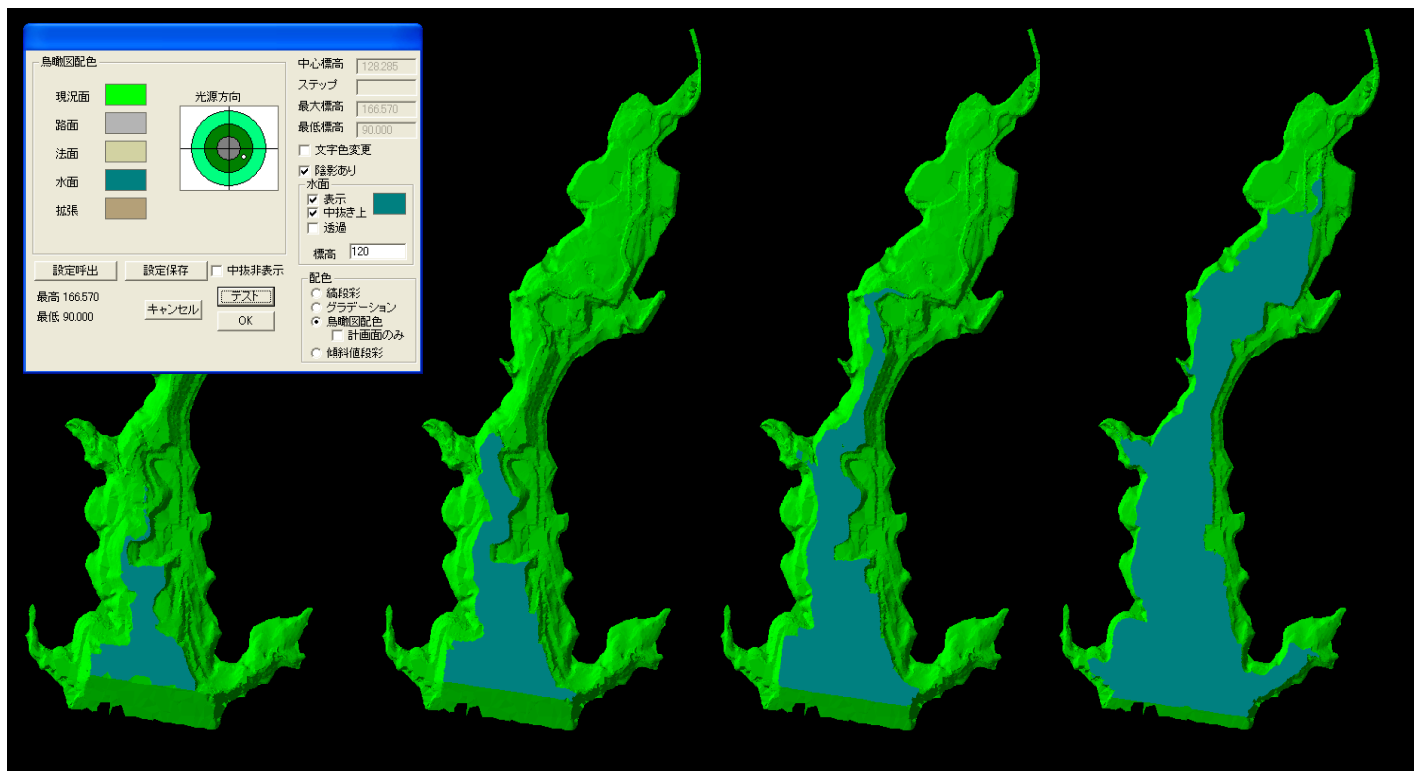 鳥瞰図配色
現況面
路面
法面
水面
拡張
光源方向
中心標高 128.285
ステップ
最大標高 166.570
最低標高 90.000
文字色変更
陰影あり
水面
表示
中抜き上
透過
標高 120
設定呼出
設定保存
中抜非表示
最高 166.570
最低 90.000
キャンセル
テスト
OK
配色
縞段彩
グラデーション
鳥瞰図配色
計画面のみ
傾斜値段彩